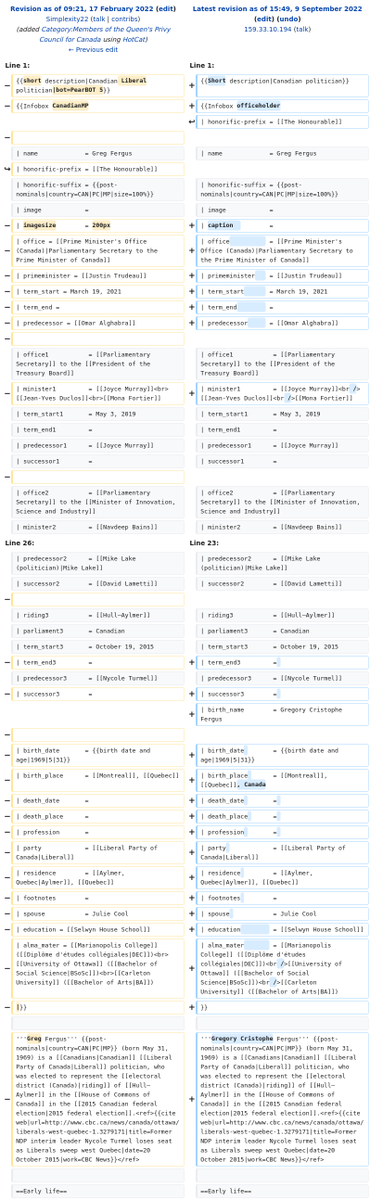 Revision as of 09:21, 17 February 2022 (edit)
Simplexity22 (talk | contribs)
(added Category:Members of the Queen's Privy
Council for Canada using HotCat)
← Previous edit
Latest revision as of 15:49, 9 September 2022
(edit) (undo)
159.33.10.194 (talk)
Line 1:
Line 1:
{{short description|Canadian Liberal
politician|bot=PearBOT 5}}
{{Short description|Canadian politician}}
{{Infobox CanadianMP
{{Infobox officeholder
| honorific-prefix = [[The Honourable]]
| name = Greg Fergus
| name = Greg Fergus
| honorific-prefix = [[The Honourable]]
| honorific-suffix = {{post-
nominals|country=CAN|PC|MP|size=100%}}
| honorific-suffix = {{post-
nominals|country=CAN|PC|MP|size=100%}}
| image =
| image =
| imagesize = 200px
| caption =
| office = [[Prime Minister's Office
(Canada)|Parliamentary Secretary to the
Prime Minister of Canada]]
| office = [[Prime Minister's
Office (Canada)|Parliamentary Secretary to
the Prime Minister of Canada]]
| primeminister = [[Justin Trudeau]]
| primeminister = [[Justin Trudeau]]
| term_start = March 19, 2021
| term_start = March 19, 2021
| term_end =
| term_end =
| predecessor = [[Omar Alghabra]]
| predecessor = [[Omar Alghabra]]
| office1 = [[Parliamentary
Secretary]] to the [[President of the
Treasury Board]]
| office1 = [[Parliamentary
Secretary]] to the [[President of the
Treasury Board]]
| minister1 = [[Joyce Murray]]<br>
[[Jean-Yves Duclos]]<br>[[Mona Fortier]]
| minister1 = [[Joyce Murray]]<br />
[[Jean-Yves Duclos]]<br />[[Mona Fortier]]
| term_start1 = May 3, 2019
| term_start1 = May 3, 2019
| term_end1 =
| term_end1 =
| predecessor1 = [[Joyce Murray]]
| predecessor1 = [[Joyce Murray]]
| successor1 =
| successor1 =
| office2 = [[Parliamentary
Secretary]] to the [[Minister of Innovation,
Science and Industry]]
| office2 = [[Parliamentary
Secretary]] to the [[Minister of Innovation,
Science and Industry]]
| minister2 = [[Navdeep Bains]]
| minister2 = [[Navdeep Bains]]
Line 26:
Line 23:
| predecessor2 = [[Mike Lake
(politician)|Mike Lake]]
| predecessor2 = [[Mike Lake
(politician)|Mike Lake]]
| successor2 = [[David Lametti]]
| successor2 = [[David Lametti]]
| riding3 = [[Hull—Aylmer]]
| riding3 = [[Hull—Aylmer]]
| parliament3 = Canadian
| parliament3 = Canadian
| term_start3 = October 19, 2015
| term_start3 = October 19, 2015
| term_end3 =
| term_end3 =
| predecessor3 = [[Nycole Turmel]]
| predecessor3 = [[Nycole Turmel]]
| successor3 =
| successor3 =
| birth_name = Gregory Cristophe
Fergus
| birth_date = {{birth date and
age|1969|5|31}}
| birth_date = {{birth date and
age|1969|5|31}}
| birth_place = [[Montreal]], [[Quebec]]
| birth_place = [[Montreal]],
[[Quebec]], Canada
| death_date =
| death_date =
| death_place =
| death_place =
| profession =
| profession =
| party = [[Liberal Party of
Canada|Liberal]]
| party = [[Liberal Party of
Canada|Liberal]]
| residence = [[Aylmer,
Quebec|Aylmer]], [[Quebec]]
| residence = [[Aylmer,
Quebec|Aylmer]], [[Quebec]]
| footnotes =
| footnotes =
| spouse = Julie Cool
| spouse = Julie Cool
| education = [[Selwyn House School]]
| education = [[Selwyn House School]]
| alma_mater = [[Marianopolis College]]
([[Diplôme d'études collégiales|DEC]])<br>
[[University of Ottawa]] ([[Bachelor of
Social Science|BSoSc]])<br>[[Carleton
University]] ([[Bachelor of Arts|BA]])
| alma_mater = [[Marianopolis
College]] ([[Diplôme d'études
collégiales|DEC]])<br />[[University of
Ottawa]] ([[Bachelor of Social
Science|BSoSc]])<br />[[Carleton
University]] ([[Bachelor of Arts|BA]])
|}}
}}
'''Greg Fergus''' {{post-
nominals|country=CAN|PC|MP}} (born May 31,
1969) is a [[Canadians|Canadian]] [[Liberal
Party of Canada|Liberal]] politician, who
was elected to represent the [[electoral
district (Canada)|riding]] of [[Hull—
Aylmer]] in the [[House of Commons of
Canada]] in the [[2015 Canadian federal
election|2015 federal election]].<ref>{{cite
web|url=http://www.cbc.ca/news/canada/ottawa/
liberals-west-quebec-1.3279171|title=Former
NDP interim leader Nycole Turmel loses seat
as Liberals sweep west Quebec|date=20
October 2015|work=CBC News}}</ref>
'''Gregory Cristophe Fergus''' {{post-
nominals|country=CAN|PC|MP}} (born May 31,
1969) is a [[Canadians|Canadian]] [[Liberal
Party of Canada|Liberal]] politician, who
was elected to represent the [[electoral
district (Canada)|riding]] of [[Hull—
Aylmer]] in the [[House of Commons of
Canada]] in the [[2015 Canadian federal
election|2015 federal election]].<ref>{{cite
web|url=http://www.cbc.ca/news/canada/ottawa/
liberals-west-quebec-1.3279171|title=Former
NDP interim leader Nycole Turmel loses seat
as Liberals sweep west Quebec|date=20
October 2015|work=CBC News}}</ref>
==Early life==
==Early life==